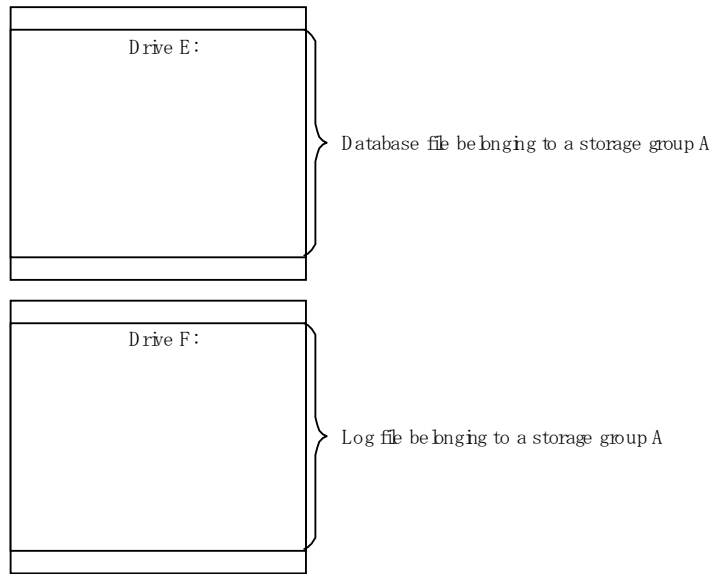 Drive E:
Database file belonging to a storage group A
Drive F:
Log file belonging to a storage group A